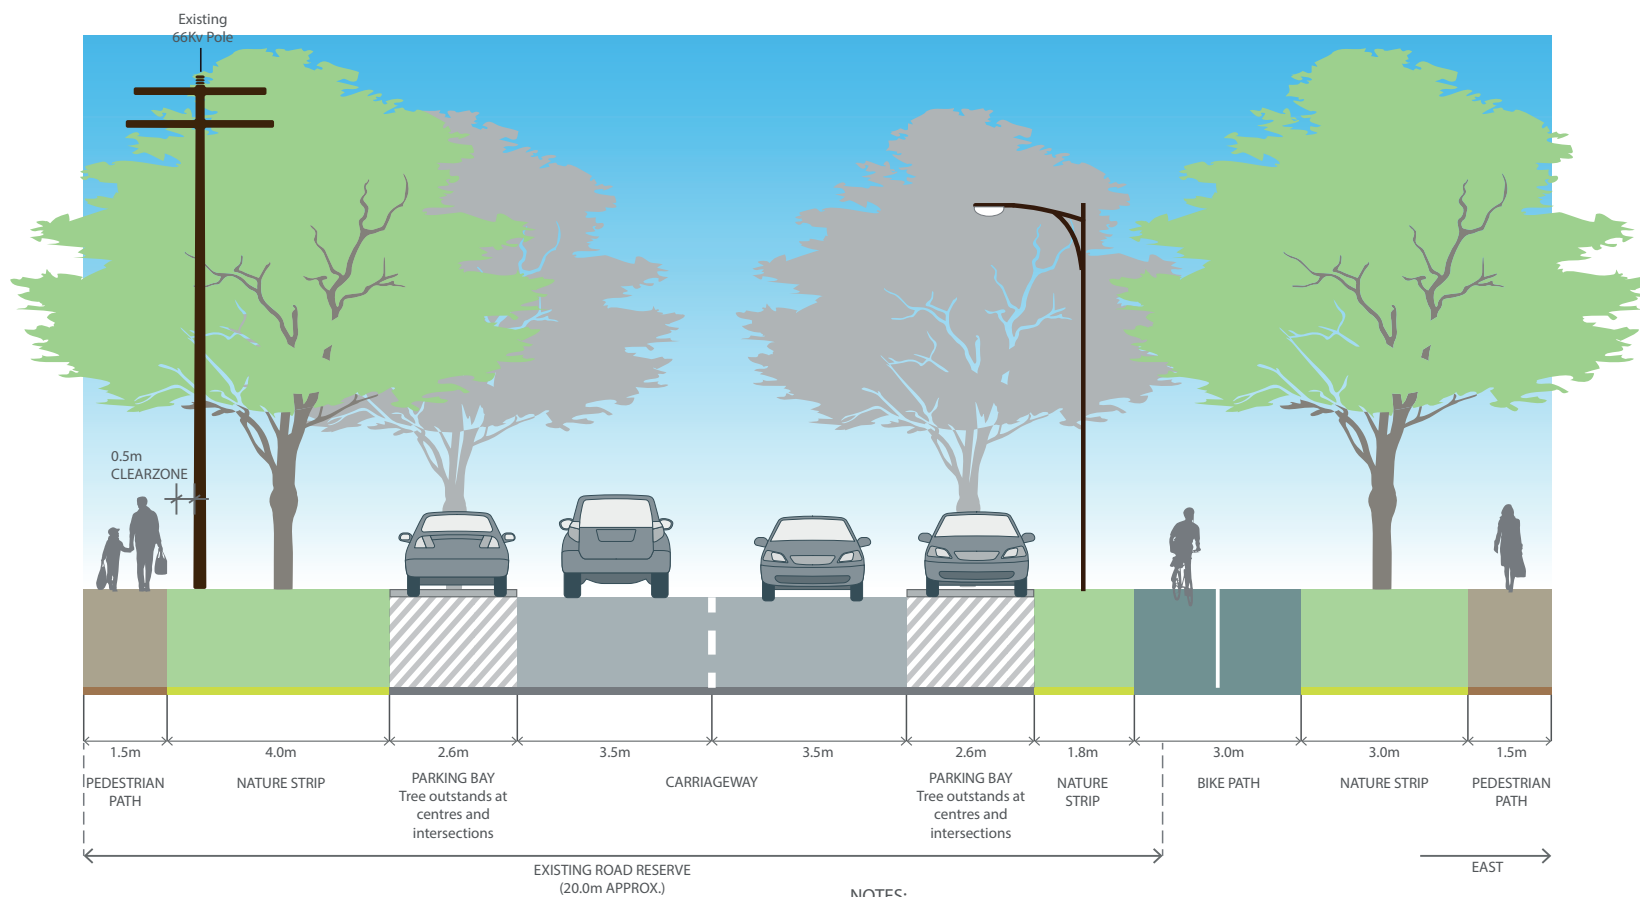 Existing
66Kv Pole
0.5m
CLEARZONE
1.5m
4.0m
2.6m
3.5m
3.5m
2.6m
1.8m
3.0m
3.0m
1.5m
PEDESTRIAN
PATH
NATURE STRIP
PARKING BAY
Tree outstands at
centres and
intersections
CARRIAGEWAY
PARKING BAY
Tree outstands at
centres and
intersections
NATURE
STRIP
BIKE PATH
NATURE STRIP
PEDESTRIAN
PATH
EXISTING ROAD RESERVE
(20.0m APPROX.)
EAST
NOTES: